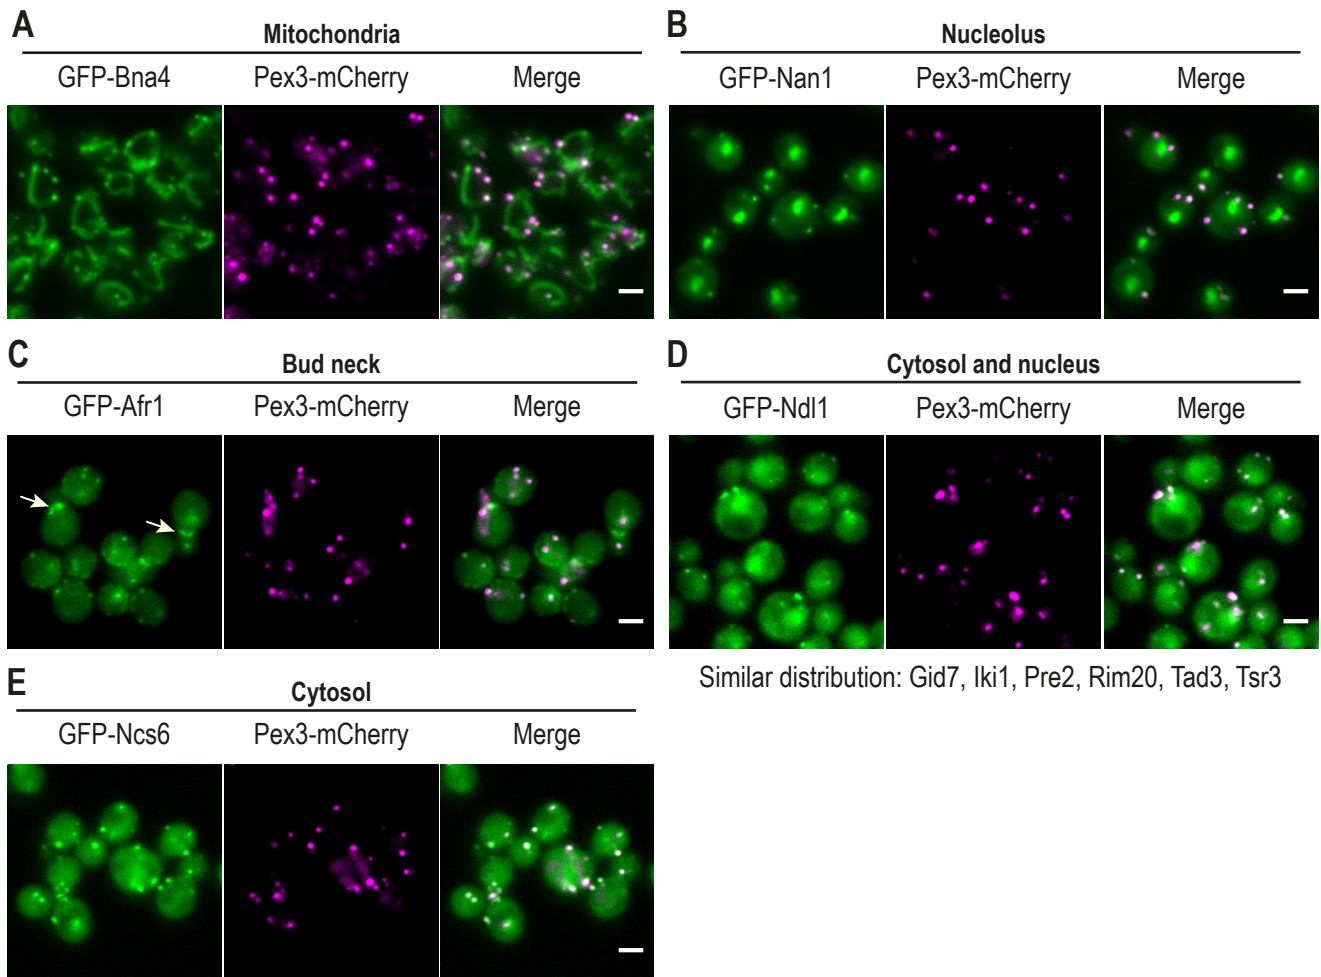 A
Mitochondria
GFP-Bna4 Pex3-mCherry Merge
B
Nucleolus
GFP-Nan1 Pex3-mCherry Merge
C
Bud neck
GFP-Afr1 Pex3-mCherry Merge
D
Cytosol and nucleus
GFP-Ndl1 Pex3-mCherry Merge
Similar distribution: Gid7, Iki1, Pre2, Rim20, Tad3, Tsr3
E
Cytosol
GFP-Ncs6 Pex3-mCherry Merge